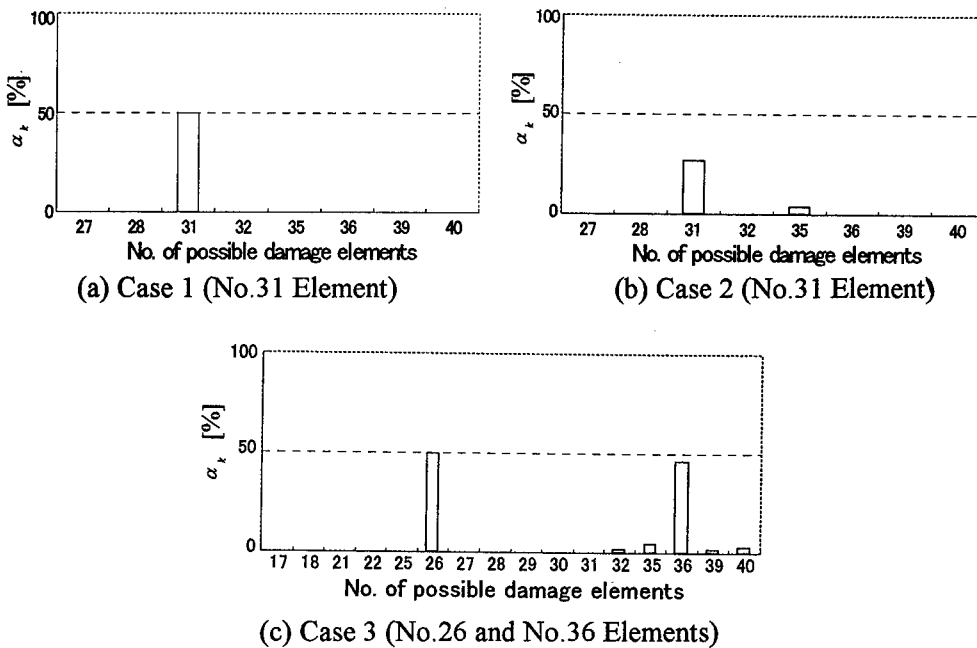 100
50
0
α_k [%]
27 28 31 32 35 36 39 40
No. of possible damage elements
(a) Case 1 (No.31 Element)
100
50
0
α_k [%]
27 28 31 32 35 36 39 40
No. of possible damage elements
(b) Case 2 (No.31 Element)
100
50
0
α_k [%]
17 18 21 22 25 26 27 28 29 30 31 32 35 36 39 40
No. of possible damage elements
(c) Case 3 (No.26 and No.36 Elements)